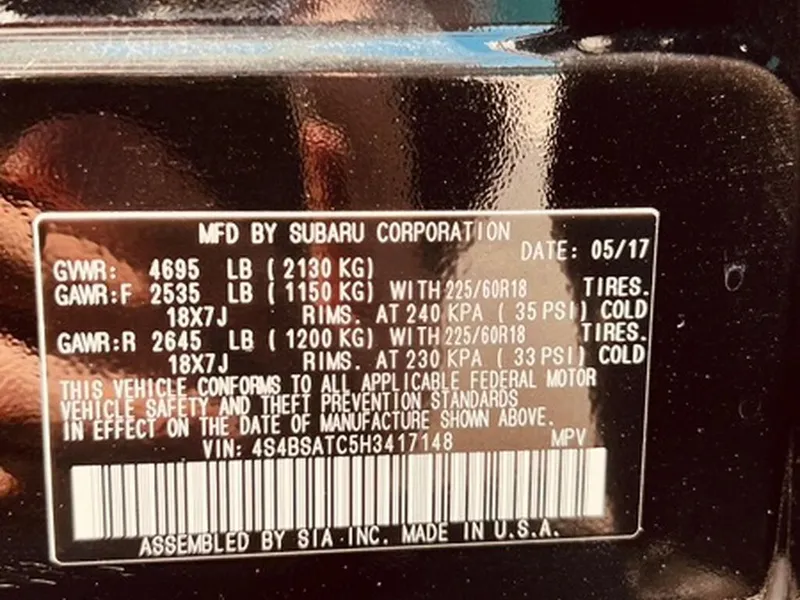 MFD BY SUBARU CORPORATION
DATE: 05/17
GVWR: 4695 LB ( 2130 KG)
GAWR:F 2535 LB ( 1150 KG) WITH 225/60R18 TIRES.
18X7J RIMS. AT 240 KPA ( 35 PSI) COLD
GAWR:R 2645 LB ( 1200 KG) WITH 225/60R18 TIRES.
18X7J RIMS. AT 230 KPA ( 33 PSI) COLD
THIS VEHICLE CONFORMS TO ALL APPLICABLE FEDERAL MOTOR
VEHICLE SAFETY AND THEFT PREVENTION STANDARDS
IN EFFECT ON THE DATE OF MANUFACTURE SHOWN ABOVE.
VIN: 4S4BSATC5H3417148 MPV
ASSEMBLED BY SIA INC. MADE IN U.S.A.